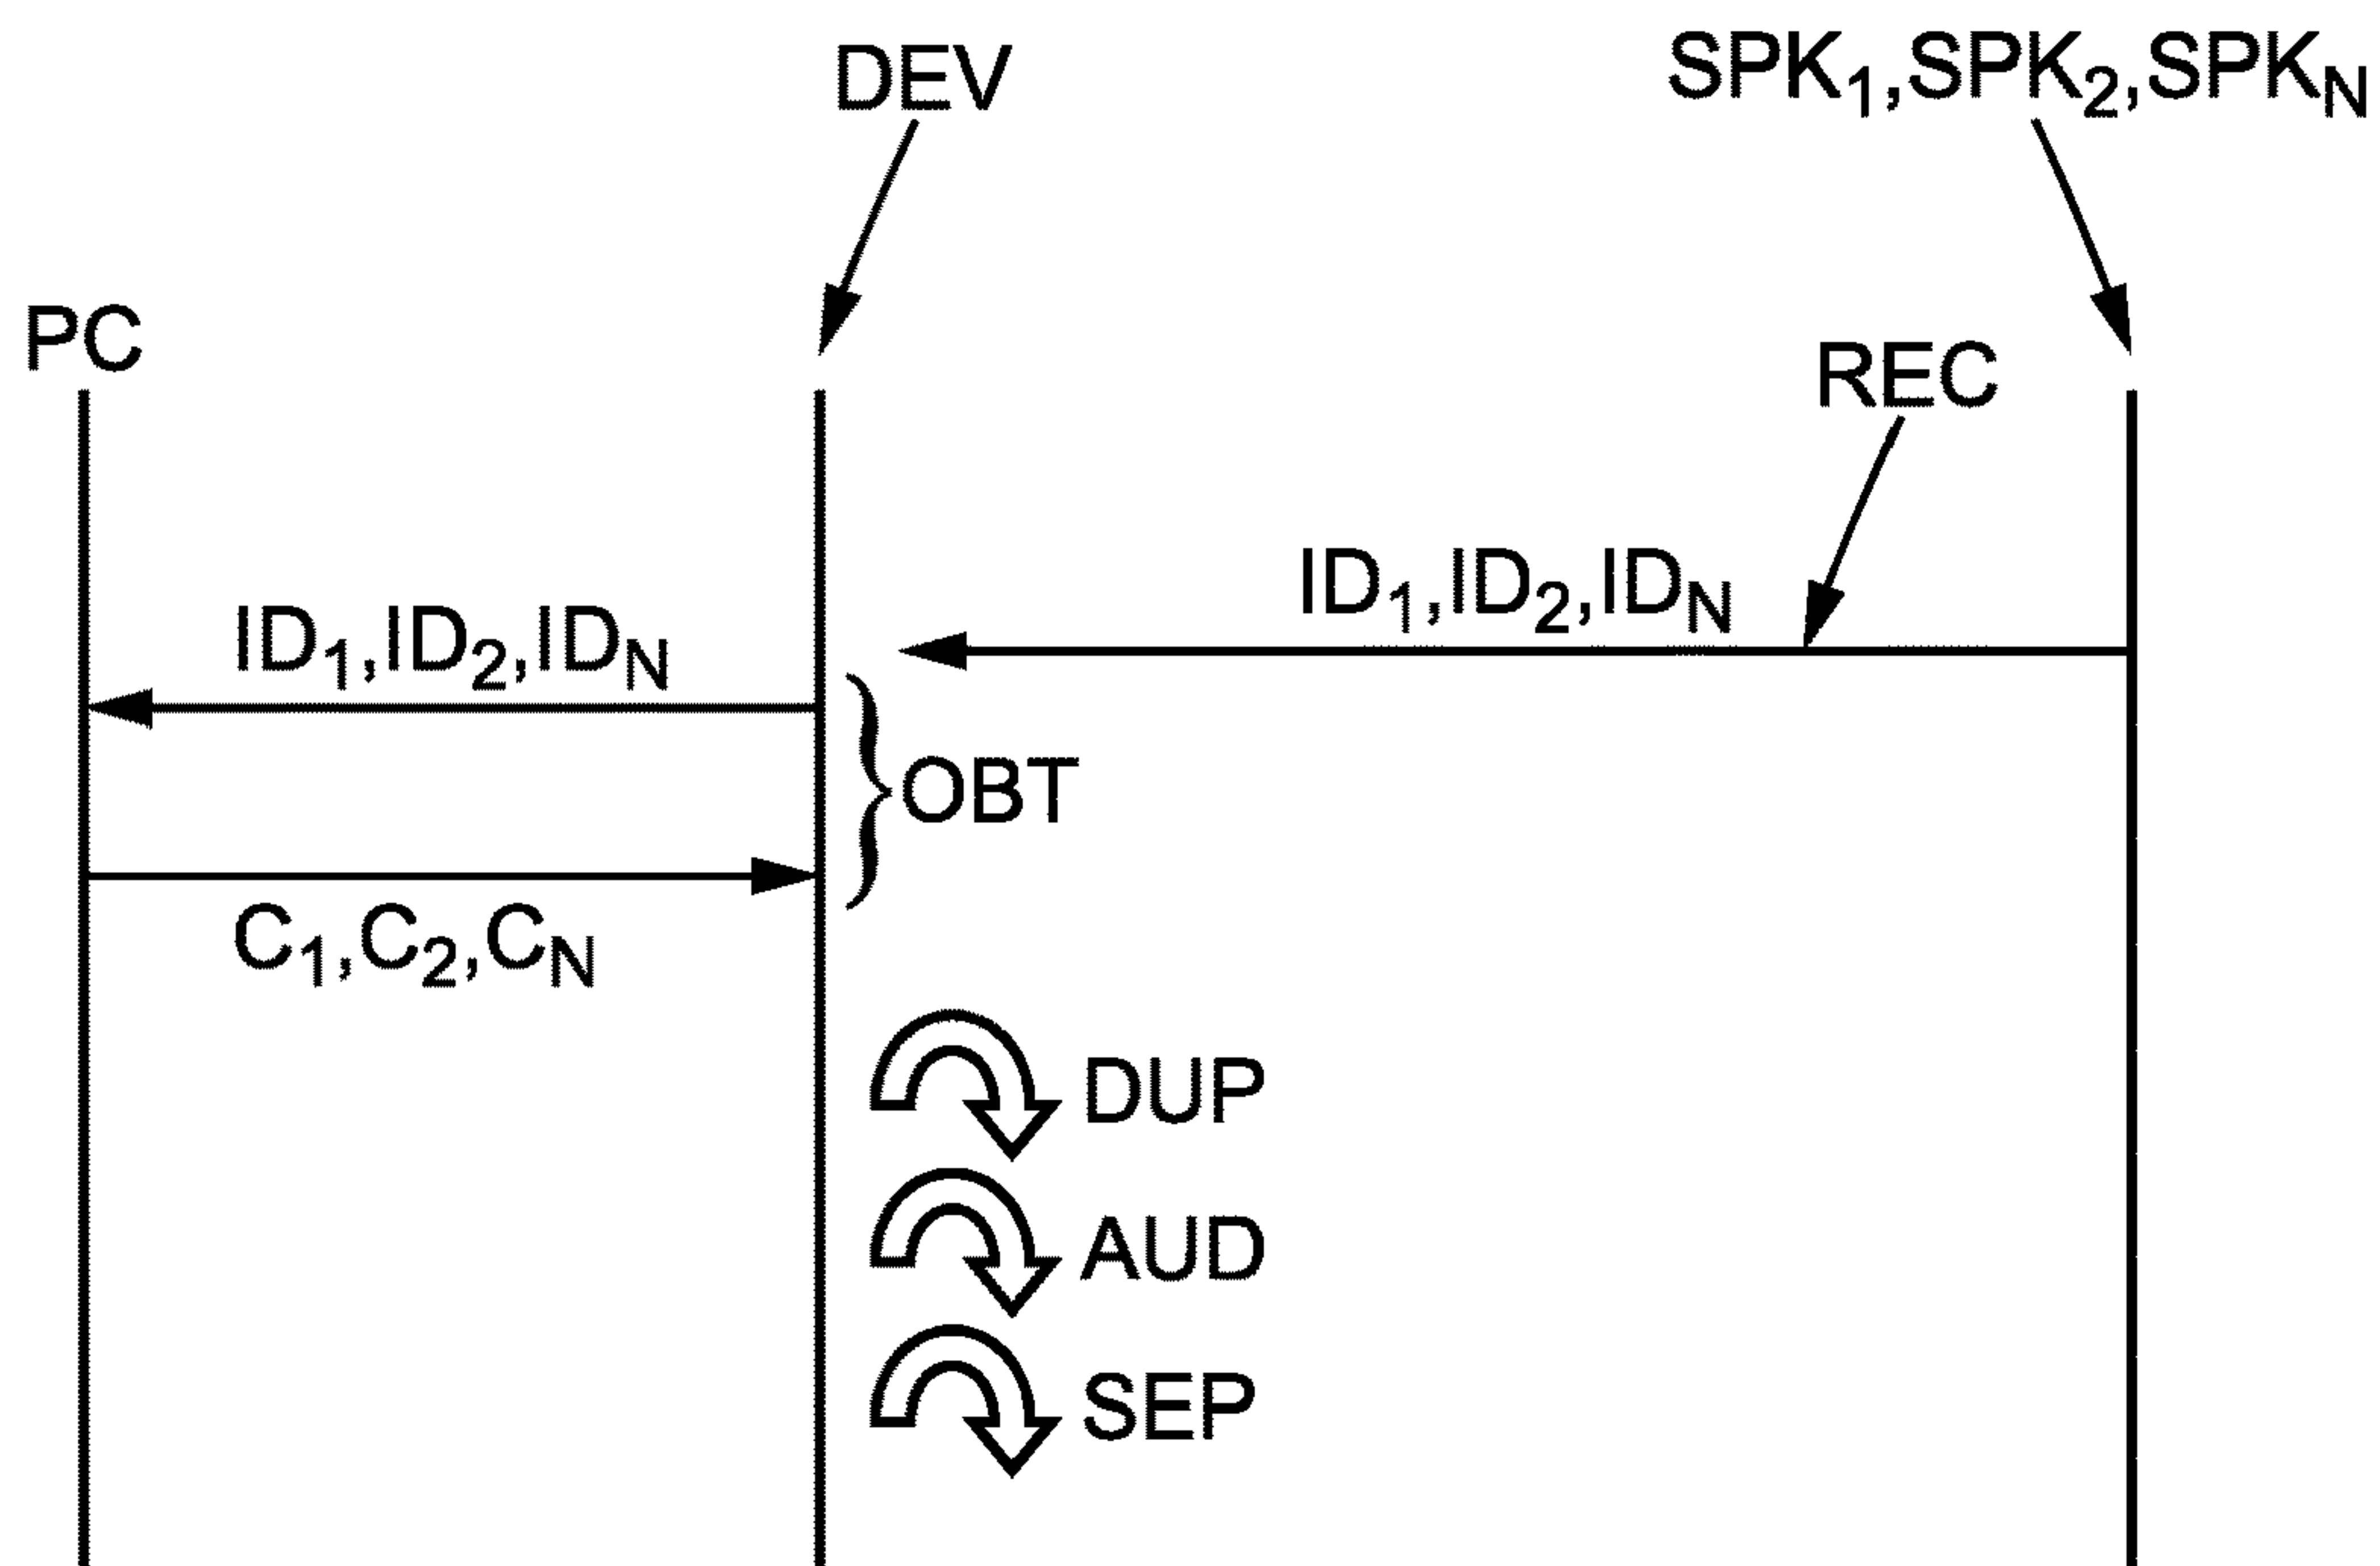 DEV
SPK₁,SPK₂,SPKN
PC
REC
ID₁,ID₂,IDN
ID₁,ID₂,IDN
OBT
C₁,C₂,CN
DUP
AUD
SEP